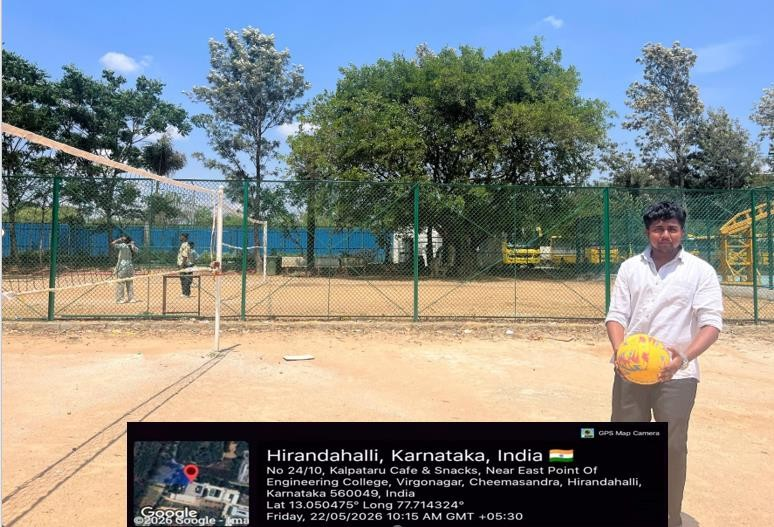 GPS Map Camera
Hirandahalli, Karnataka, India
No 24/10, Kalpataru Cafe & Snacks, Near East Point Of
Engineering College, Virgonagar, Cheemasandra, Hirandahalli,
Karnataka 560049, India
Lat 13.050475° Long 77.714324°
Friday, 22/05/2026 10:15 AM GMT +05:30
Google
©2026 Google - Ima